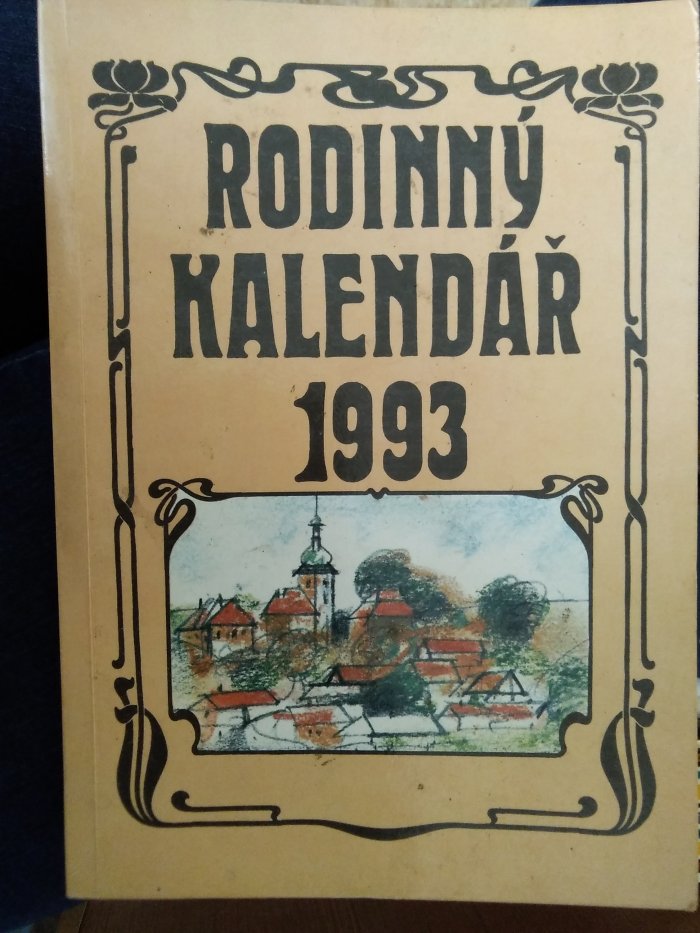 RODINNÝ
KALENDÁŘ
1993